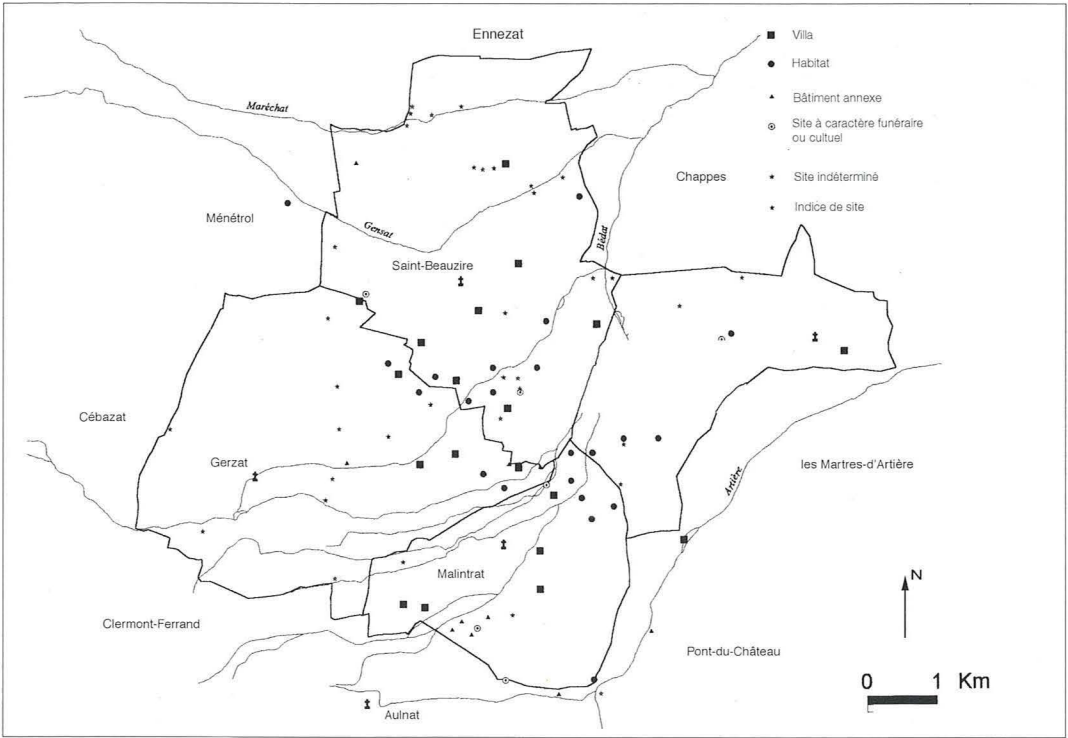 Ennezat
Villa
Habitat
Bâtiment annexe
Site à caractère funéraire
ou cultuel
Site indéterminé
Indice de site
Maréchat
Chappes
Ménétrol
Gensat
Bédat
Saint-Beauzire
Cébazat
Gerzat
les Martres-d'Artière
Artière
Malintrat
N
Clermont-Ferrand
Pont-du-Château
0 1 Km
Aulnat